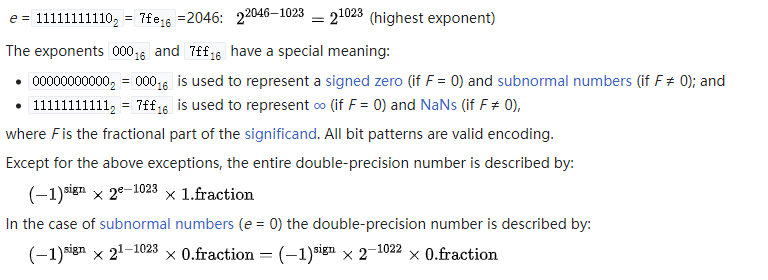 e = 11111111110₂ = 7fe₁₆ =2046: 2²⁰⁴⁶⁻¹⁰²³ = 2¹⁰²³ (highest exponent)
The exponents 000₁₆ and 7ff₁₆ have a special meaning:
• 00000000000₂ = 000₁₆ is used to represent a signed zero (if F = 0) and subnormal numbers (if F ≠ 0); and
• 11111111111₂ = 7ff₁₆ is used to represent ∞ (if F = 0) and NaNs (if F ≠ 0),
where F is the fractional part of the significand. All bit patterns are valid encoding.
Except for the above exceptions, the entire double-precision number is described by:
(−1)^sign × 2^(e−1023) × 1.fraction
In the case of subnormal numbers (e = 0) the double-precision number is described by:
(−1)^sign × 2^(1−1023) × 0.fraction = (−1)^sign × 2^(−1022) × 0.fraction